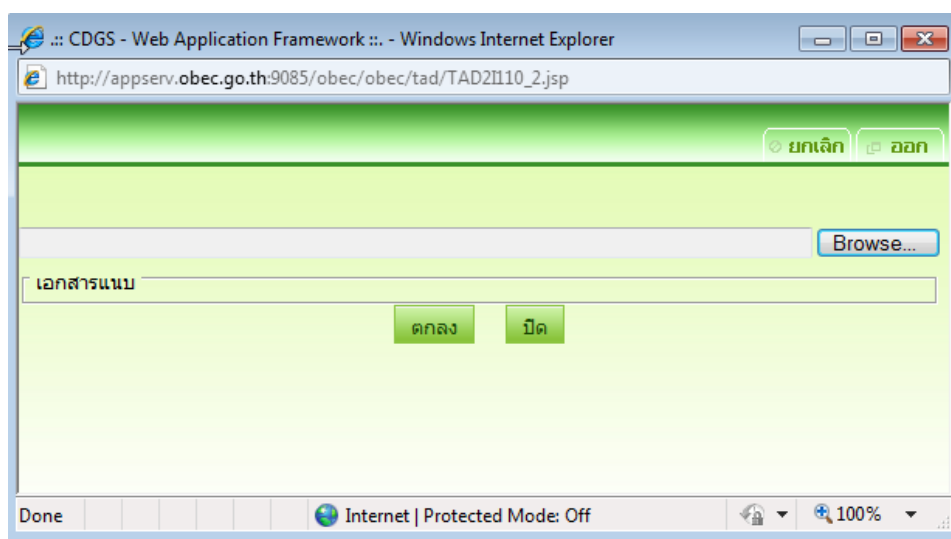 .:: CDGS - Web Application Framework ::. - Windows Internet Explorer
http://appserv.obec.go.th:9085/obec/obec/tad/TAD2I110_2.jsp
ยกเลิก ออก
Browse...
เอกสารแนบ
ตกลง ปิด
Done Internet | Protected Mode: Off 100%